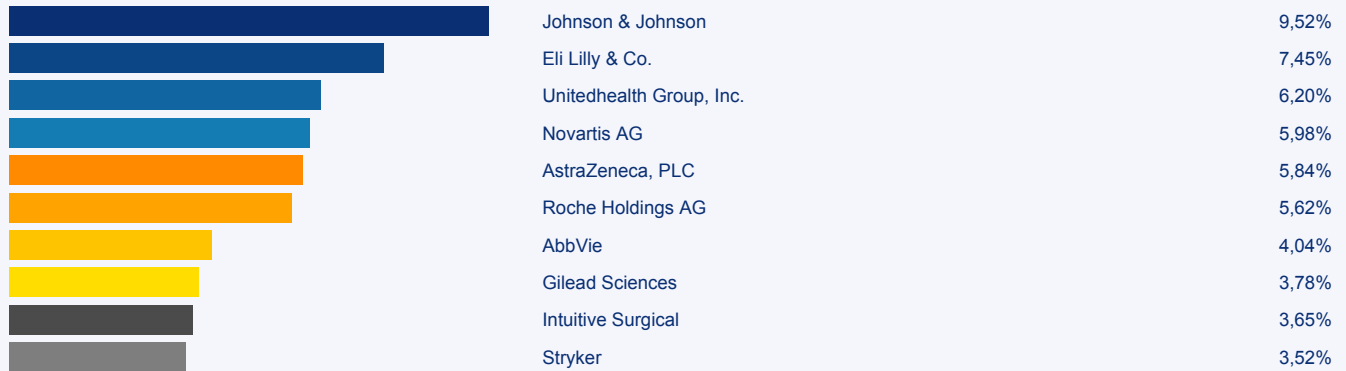 Johnson & Johnson 9,52%
Eli Lilly & Co. 7,45%
Unitedhealth Group, Inc. 6,20%
Novartis AG 5,98%
AstraZeneca, PLC 5,84%
Roche Holdings AG 5,62%
AbbVie 4,04%
Gilead Sciences 3,78%
Intuitive Surgical 3,65%
Stryker 3,52%